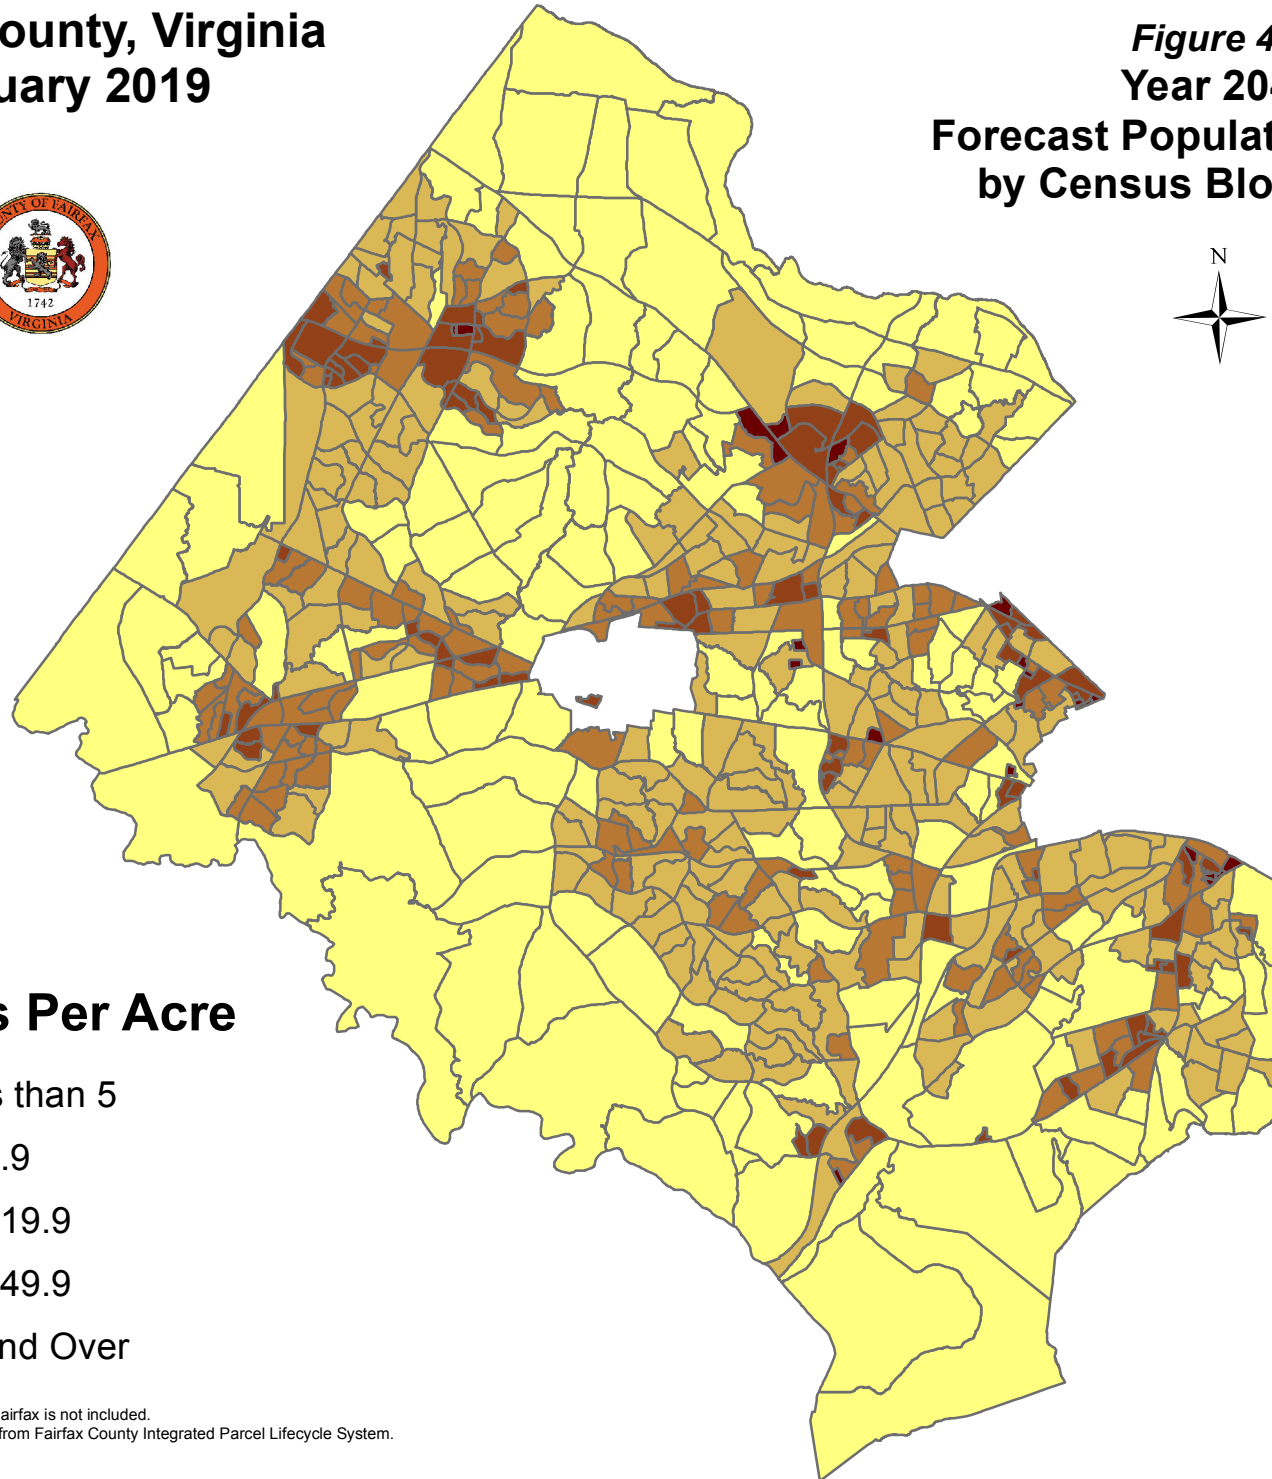 ounty, Virginia
uary 2019
Figure 4
Year 204
Forecast Populat
by Census Blo
NTY OF FAIRFAX
1742
VIRGINIA
N
s Per Acre
s than 5
.9
19.9
49.9
nd Over
airfax is not included.
from Fairfax County Integrated Parcel Lifecycle System.